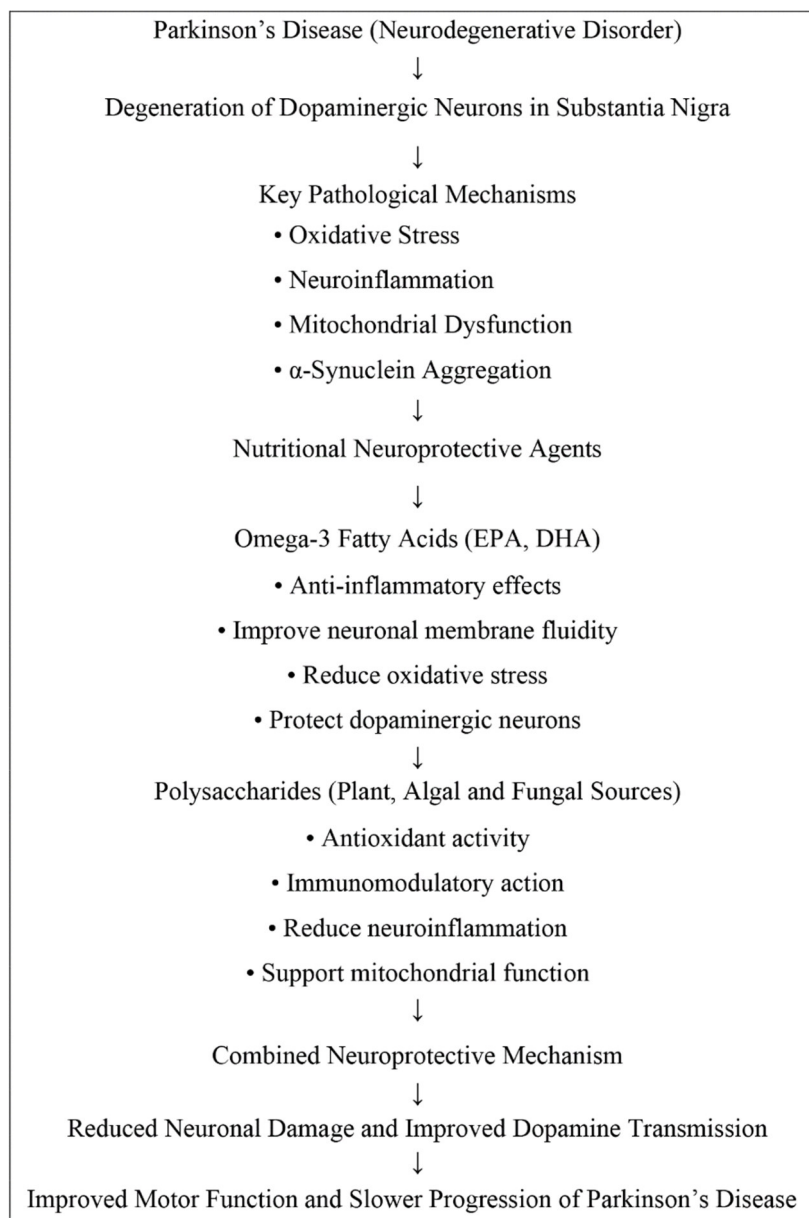 Parkinson’s Disease (Neurodegenerative Disorder)
↓
Degeneration of Dopaminergic Neurons in Substantia Nigra
↓
Key Pathological Mechanisms
• Oxidative Stress
• Neuroinflammation
• Mitochondrial Dysfunction
• α-Synuclein Aggregation
↓
Nutritional Neuroprotective Agents
↓
Omega-3 Fatty Acids (EPA, DHA)
• Anti-inflammatory effects
• Improve neuronal membrane fluidity
• Reduce oxidative stress
• Protect dopaminergic neurons
↓
Polysaccharides (Plant, Algal and Fungal Sources)
• Antioxidant activity
• Immunomodulatory action
• Reduce neuroinflammation
• Support mitochondrial function
↓
Combined Neuroprotective Mechanism
↓
Reduced Neuronal Damage and Improved Dopamine Transmission
↓
Improved Motor Function and Slower Progression of Parkinson’s Disease